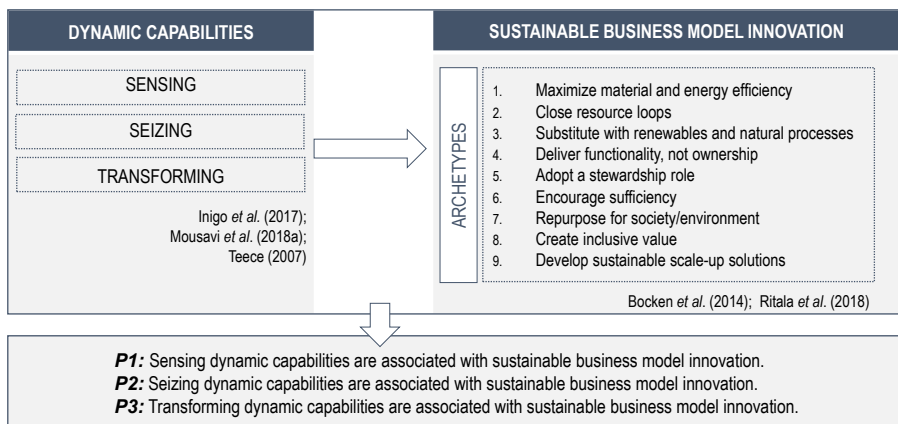 DYNAMIC CAPABILITIES
SENSING
SEIZING
TRANSFORMING
Inigo et al. (2017);
Mousavi et al. (2018a);
Teece (2007)
SUSTAINABLE BUSINESS MODEL INNOVATION
ARCHETYPES
1. Maximize material and energy efficiency
2. Close resource loops
3. Substitute with renewables and natural processes
4. Deliver functionality, not ownership
5. Adopt a stewardship role
6. Encourage sufficiency
7. Repurpose for society/environment
8. Create inclusive value
9. Develop sustainable scale-up solutions
Bocken et al. (2014); Ritala et al. (2018)
P1: Sensing dynamic capabilities are associated with sustainable business model innovation.
P2: Seizing dynamic capabilities are associated with sustainable business model innovation.
P3: Transforming dynamic capabilities are associated with sustainable business model innovation.